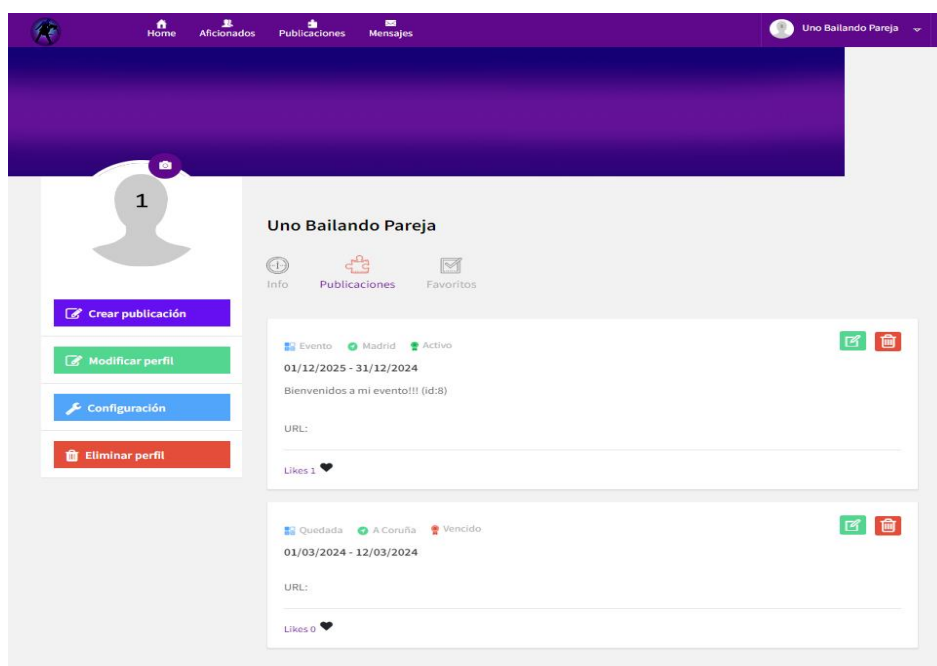 Home Aficionados Publicaciones Mensajes Uno Bailando Pareja
1
Uno Bailando Pareja
Info Publicaciones Favoritos
Crear publicación
Modificar perfil
Configuración
Eliminar perfil
Evento Madrid Activo
01/12/2025 - 31/12/2024
Bienvenidos a mi evento!!! (id:8)
URL:
Likes 1
Quedada A Coruña Vencido
01/03/2024 - 12/03/2024
URL:
Likes 0